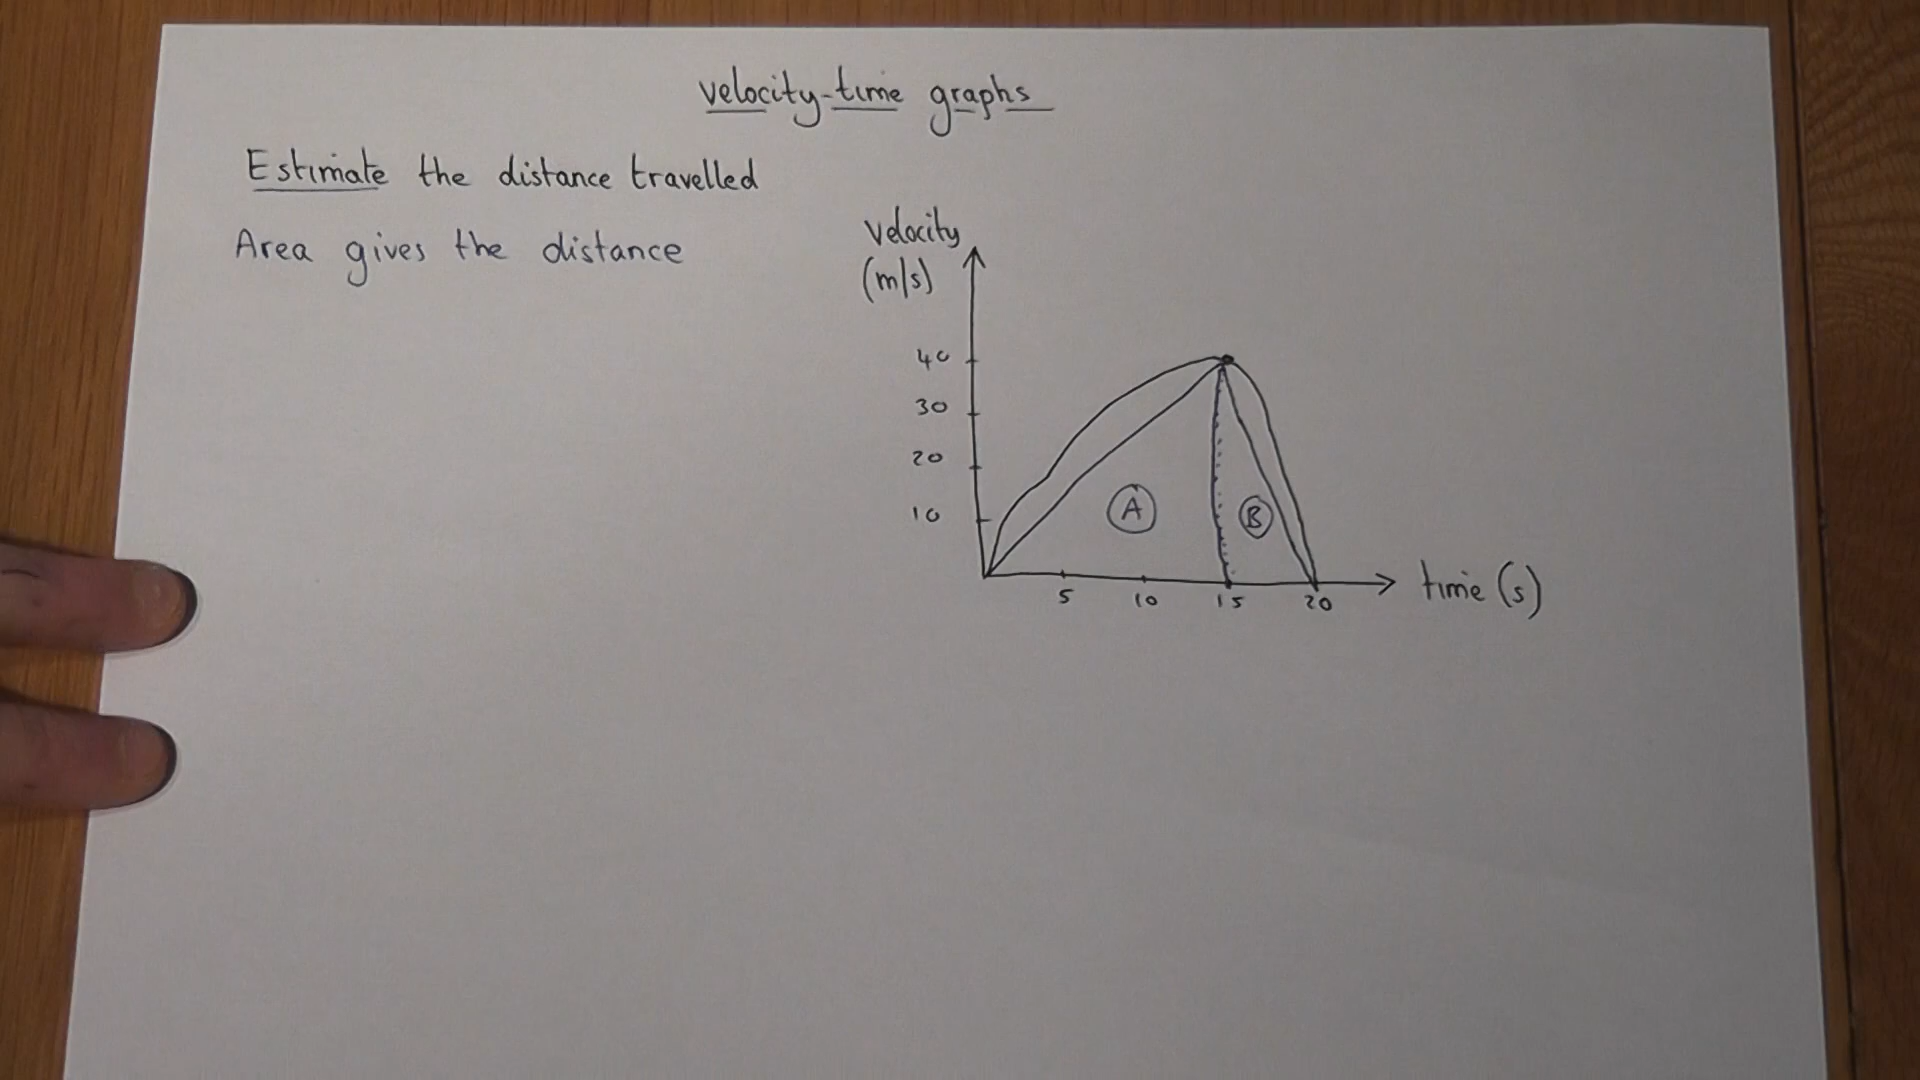 velocity-time graphs
Estimate the distance travelled
Area gives the distance
velocity
(m/s)
40
30
20
10
A
B
5 10 15 20
time (s)